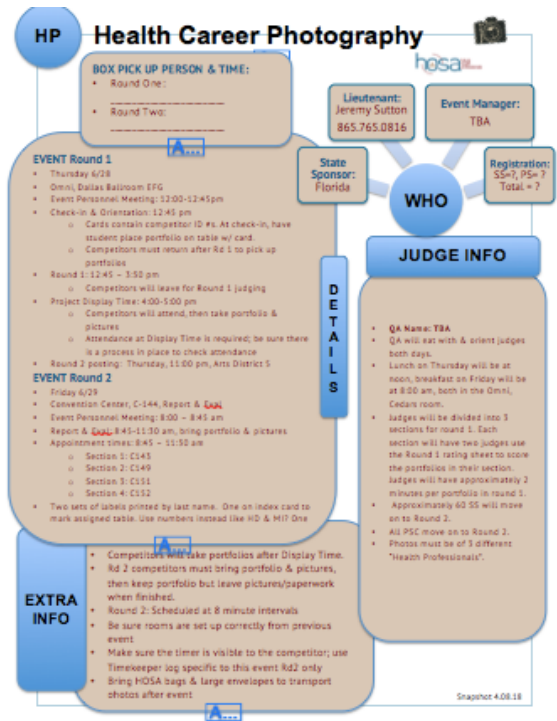 HP
Health Career Photography
hosa
BOX PICK UP PERSON & TIME:
• Round One:
____________________
• Round Two:
____________________
A...
Lieutenant:
Jeremy Sutton
865.765.0816
Event Manager:
TBA
State
Sponsor:
Florida
Registration:
SS=?, PS= ?
Total = ?
WHO
EVENT Round 1
• Thursday 6/28
• Omni, Dallas Ballroom EFG
• Event Personnel Meeting: 12:00-12:45pm
• Check-in & Orientation: 12:45 pm
o Cards contain competitor ID #s. At check-in, have
student place portfolio on table w/ card.
o Competitors must return after Rd 1 to pick up
portfolios
• Round 1: 12:45 – 3:50 pm
o Competitors will leave for Round 1 judging
• Project Display Time: 4:00-5:00 pm
o Competitors will attend, then take portfolio &
pictures
o Attendance at Display Time is required; be sure there
is a process in place to check attendance
• Round 2 posting: Thursday, 11:00 pm, Arts District 5
EVENT Round 2
• Friday 6/29
• Convention Center, C-144, Report & Expl
• Event Personnel Meeting: 8:00 – 8:45 am
• Report & Expl: 8:45-11:30 am, bring portfolio & pictures
• Appointment times: 8:45 – 11:30 am
o Section 1: C143
o Section 2: C149
o Section 3: C151
o Section 4: C152
• Two sets of labels printed by last name. One on index card to
mark assigned table. Use numbers instead like HD & MI? One
DETAILS
JUDGE INFO
• QA Name: TBA
• QA will eat with & orient judges
both days.
• Lunch on Thursday will be at
noon, breakfast on Friday will be
at 8:00 am, both in the Omni,
Cedars room.
• Judges will be divided into 3
sections for round 1. Each
section will have two judges use
the Round 1 rating sheet to score
the portfolios in their section.
Judges will have approximately 2
minutes per portfolio in round 1.
• Approximately 60 SS will move
on to Round 2.
• All PSC move on to Round 2.
• Photos must be of 3 different
"Health Professionals".
A...
EXTRA
INFO
• Competitors will take portfolios after Display Time.
• Rd 2 competitors must bring portfolio & pictures,
then keep portfolio but leave pictures/paperwork
when finished.
• Round 2: Scheduled at 8 minute intervals
• Be sure rooms are set up correctly from previous
event
• Make sure the timer is visible to the competitor; use
Timekeeper log specific to this event Rd2 only
• Bring HOSA bags & large envelopes to transport
photos after event
A...
Snapshot 4.08.18